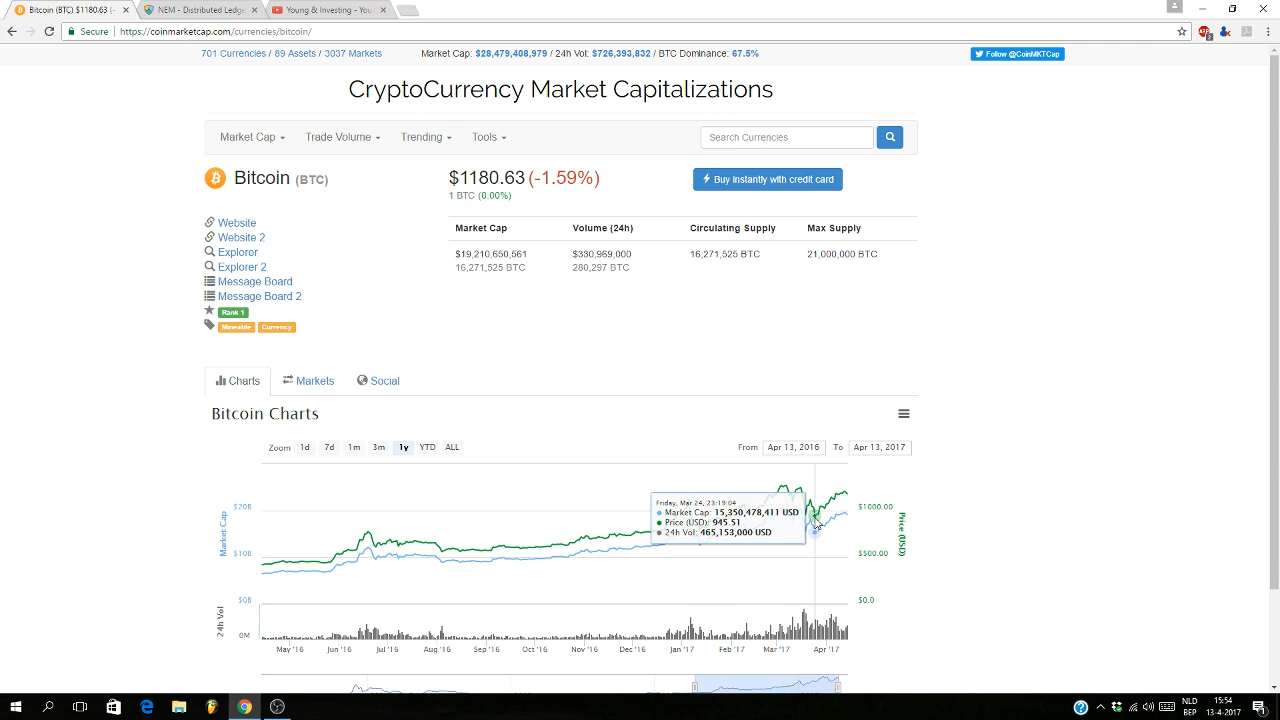 Bitcoin (BTC) $1180.63 (-1
NEM - Distributed Ledge
Young & Investing - You
Secure https://coinmarketcap.com/currencies/bitcoin/
701 Currencies / 89 Assets / 3037 Markets
Market Cap: $28,479,408,979 / 24h Vol: $726,393,832 / BTC Dominance: 67.5%
Follow @CoinMKTCap
CryptoCurrency Market Capitalizations
Market Cap Trade Volume Trending Tools
Search Currencies
Bitcoin (BTC)
$1180.63 (-1.59%)
1 BTC (0.00%)
Buy instantly with credit card
Website
Website 2
Explorer
Explorer 2
Message Board
Message Board 2
Rank 1
Mineable Currency
Market Cap Volume (24h) Circulating Supply Max Supply
$19,210,650,561 $330,969,000 16,271,525 BTC 21,000,000 BTC
16,271,525 BTC 280,297 BTC
Charts Markets Social
Bitcoin Charts
Zoom 1d 7d 1m 3m 1y YTD ALL
From Apr 13, 2016 To Apr 13, 2017
Market Cap
$20B
$10B
$0B
Friday, Mar 24, 23:19:04
Market Cap: 15,350,478,411 USD
Price (USD): 945.51
24h Vol: 465,153,000 USD
$1000.00
$500.00
$0.0
Price (USD)
24h Vol
0M
May '16 Jun '16 Jul '16 Aug '16 Sep '16 Oct '16 Nov '16 Dec '16 Jan '17 Feb '17 Mar '17 Apr '17
NLD
BEP
15:54
13-4-2017